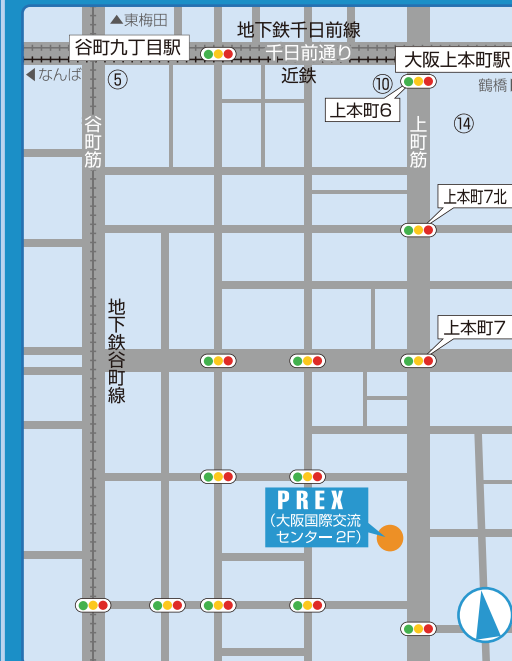 ▲東梅田
地下鉄千日前線
谷町九丁目駅
千日前通り
大阪上本町駅
◀なんば
⑤
近鉄
⑩
鶴橋
上本町6
⑭
谷町筋
上町筋
上本町7北
地下鉄谷町線
上本町7
PREX
(大阪国際交流
センター2F)